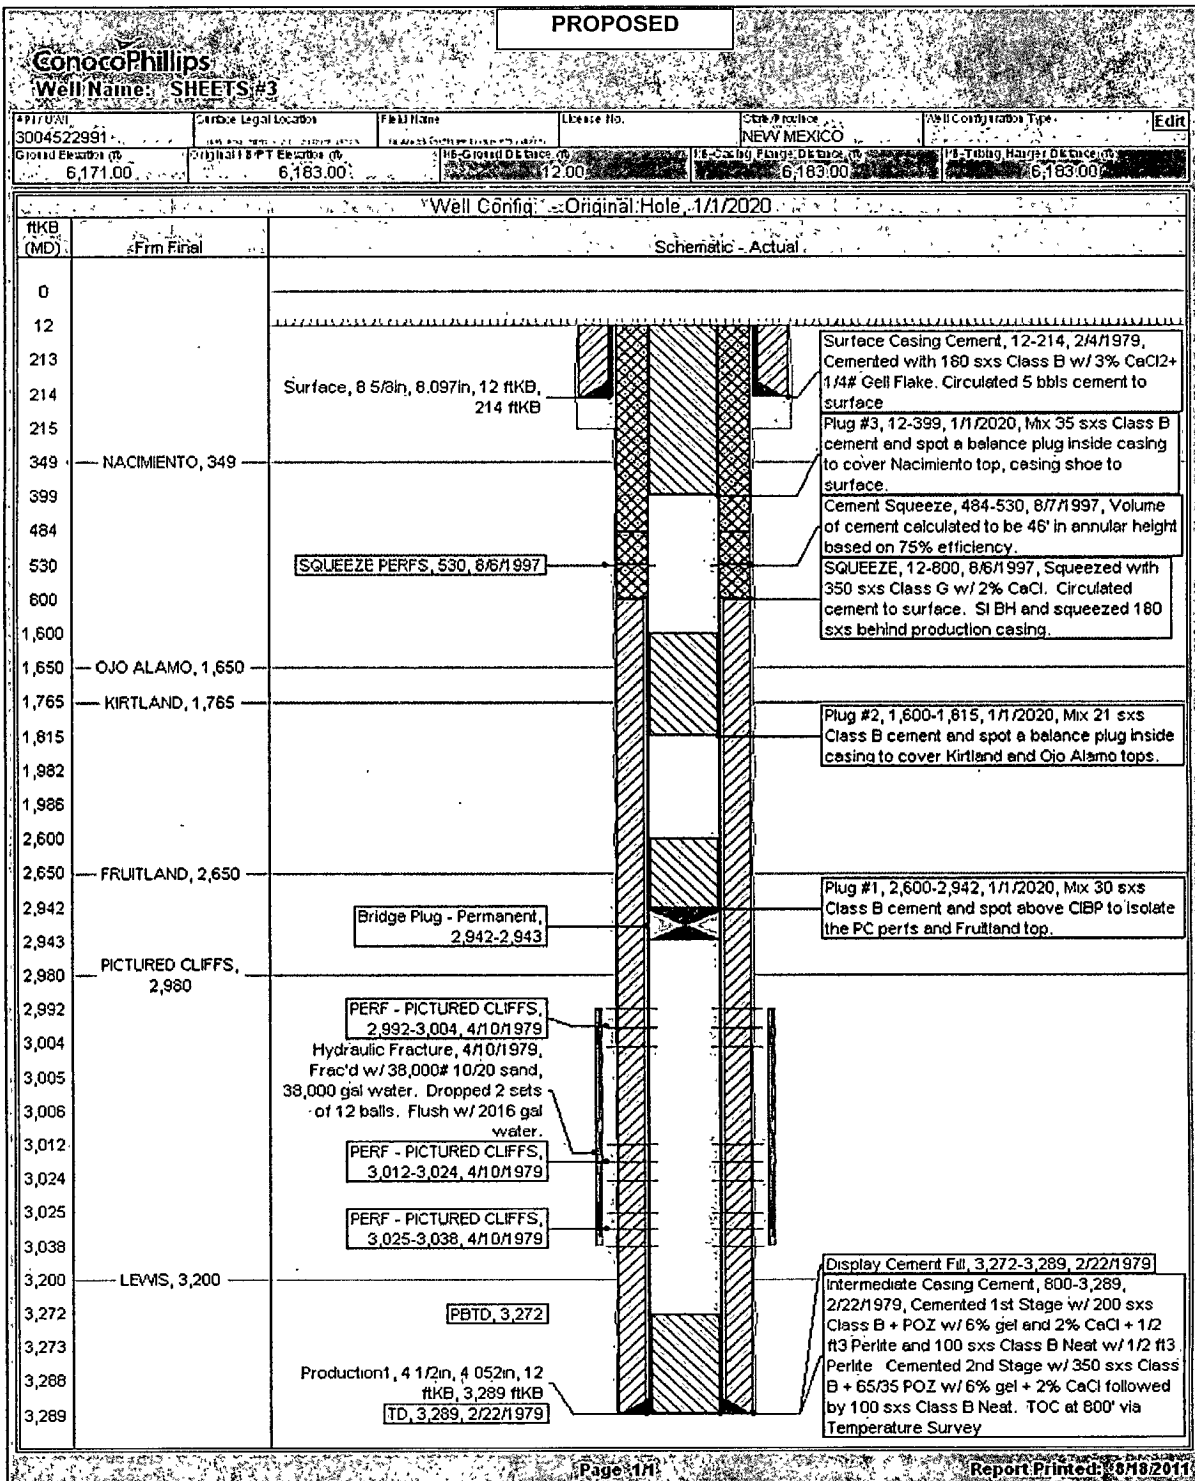 PROPOSED
ConocoPhillips
Well Name: SHEETS #3
API / UWI
Surface Legal Location
Field Name
License No.
State/Province
Well Configuration Type
Edit
3004522991
NEW MEXICO
Ground Elevation (ft)
Original KB/RT Elevation (ft)
KB-Ground Distance (ft)
KB-Casing Flange Distance (ft)
KB-Tubing Hanger Distance (ft)
6,171.00
6,183.00
12.00
6,183.00
6,183.00
Well Config: - Original Hole, 1/1/2020
ftKB
(MD)
Frm Final
Schematic - Actual
0
12
213
214
215
349
399
484
530
600
1,600
1,650
1,765
1,815
1,982
1,986
2,600
2,650
2,942
2,943
2,980
2,992
3,004
3,005
3,006
3,012
3,024
3,025
3,038
3,200
3,272
3,273
3,288
3,289
NACIMIENTO, 349
OJO ALAMO, 1,650
KIRTLAND, 1,765
FRUITLAND, 2,650
PICTURED CLIFFS,
2,980
LEWIS, 3,200
Surface, 8 5/8in, 8.097in, 12 ftKB,
214 ftKB
SQUEEZE PERFS, 530, 8/6/1997
Bridge Plug - Permanent,
2,942-2,943
PERF - PICTURED CLIFFS,
2,992-3,004, 4/10/1979
Hydraulic Fracture, 4/10/1979,
Frac'd w/ 38,000# 10/20 sand,
38,000 gal water. Dropped 2 sets
of 12 balls. Flush w/ 2016 gal
water.
PERF - PICTURED CLIFFS,
3,012-3,024, 4/10/1979
PERF - PICTURED CLIFFS,
3,025-3,038, 4/10/1979
PBTD, 3,272
Production1, 4 1/2in, 4.052in, 12
ftKB, 3,289 ftKB
TD, 3,289, 2/22/1979
Surface Casing Cement, 12-214, 2/4/1979,
Cemented with 160 sxs Class B w/ 3% CaCl2+
1/4# Gell Flake. Circulated 5 bbls cement to
surface
Plug #3, 12-399, 1/1/2020, Mix 35 sxs Class B
cement and spot a balance plug inside casing
to cover Nacimiento top, casing shoe to
surface.
Cement Squeeze, 484-530, 8/7/1997, Volume
of cement calculated to be 46' in annular height
based on 75% efficiency.
SQUEEZE, 12-800, 8/6/1997, Squeezed with
350 sxs Class G w/ 2% CaCl. Circulated
cement to surface. SI BH and squeezed 180
sxs behind production casing.
Plug #2, 1,600-1,815, 1/1/2020, Mix 21 sxs
Class B cement and spot a balance plug inside
casing to cover Kirtland and Ojo Alamo tops.
Plug #1, 2,600-2,942, 1/1/2020, Mix 30 sxs
Class B cement and spot above CIBP to isolate
the PC perfs and Fruitland top.
Display Cement Fill, 3,272-3,289, 2/22/1979
Intermediate Casing Cement, 800-3,289,
2/22/1979, Cemented 1st Stage w/ 200 sxs
Class B + POZ w/ 6% gel and 2% CaCl + 1/2
ft3 Perlite and 100 sxs Class B Neat w/ 1/2 ft3
Perlite Cemented 2nd Stage w/ 350 sxs Class
B + 65/35 POZ w/ 6% gel + 2% CaCl followed
by 100 sxs Class B Neat. TOC at 800' via
Temperature Survey
Page 1/1
Report Printed: 8/18/2011